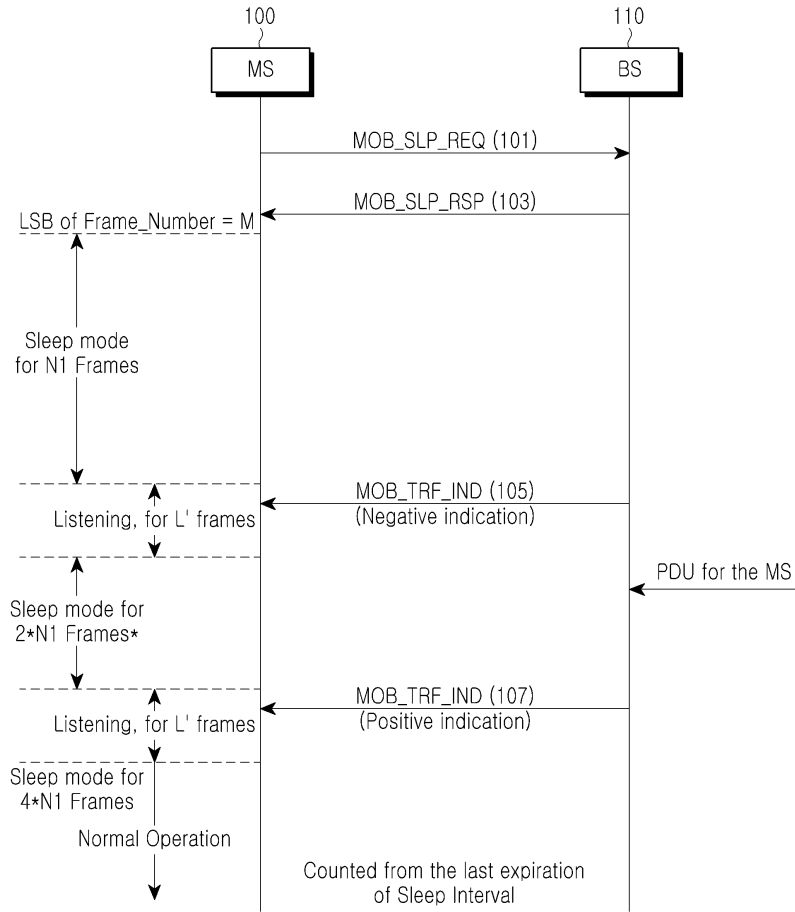 100
110
MS
BS
MOB_SLP_REQ (101)
MOB_SLP_RSP (103)
LSB of Frame_Number = M
Sleep mode
for N1 Frames
MOB_TRF_IND (105)
(Negative indication)
Listening, for L' frames
PDU for the MS
Sleep mode for
2*N1 Frames*
MOB_TRF_IND (107)
(Positive indication)
Listening, for L' frames
Sleep mode for
4*N1 Frames
Normal Operation
Counted from the last expiration
of Sleep Interval